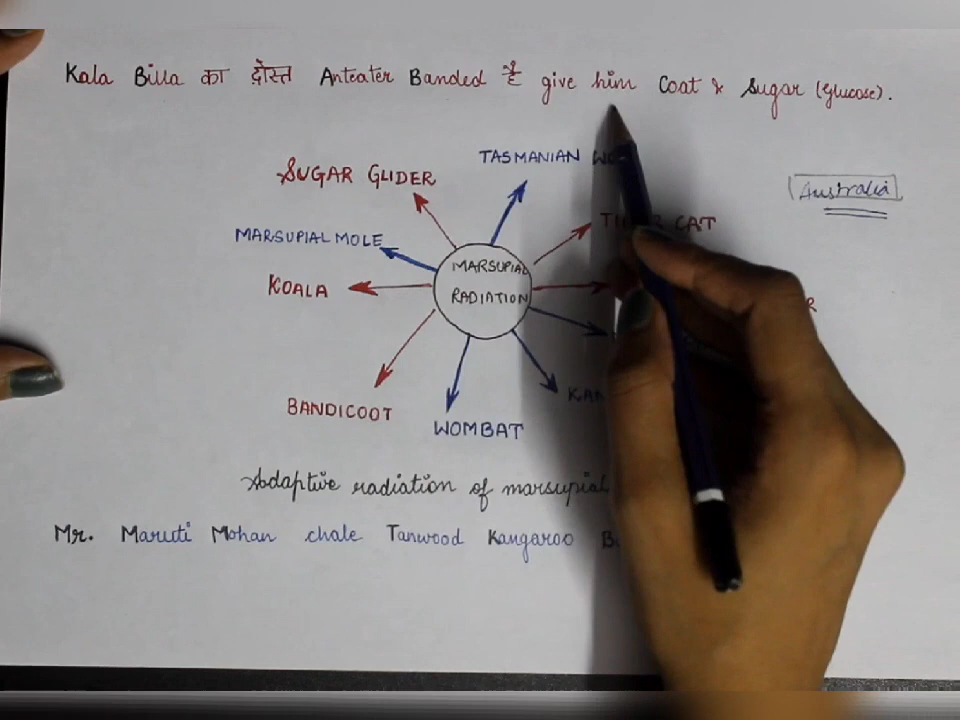 Kala Billa का दोस्त Anteater Banded है give him Coat & Sugar (glucose).
TASMANIAN
SUGAR GLIDER
Australia
CAT
MARSUPIAL MOLE
MARSUPIAL
RADIATION
KOALA
BANDICOOT
WOMBAT
Adaptive radiation of marsupial
Mr. Maruti Mohan chale Tanwood Kangaroo